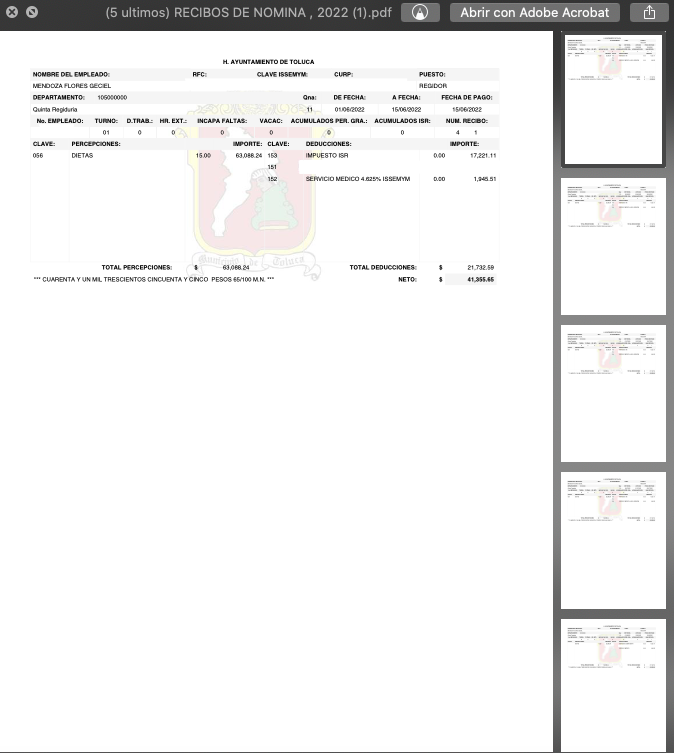 (5 ultimos) RECIBOS DE NOMINA , 2022 (1).pdf
Abrir con Adobe Acrobat
H. AYUNTAMIENTO DE TOLUCA
NOMBRE DEL EMPLEADO: RFC: CLAVE ISSEMYM: CURP: PUESTO:
MENDOZA FLORES GECIEL REGIDOR
DEPARTAMENTO: 105000000 Qna: DE FECHA: A FECHA: FECHA DE PAGO:
Quinta Regiduria 11 01/06/2022 15/06/2022 15/06/2022
No. EMPLEADO: TURNO: D.TRAB.: HR. EXT.: INCAPA FALTAS: VACAC: ACUMULADOS PER. GRA.: ACUMULADOS ISR: NUM. RECIBO:
01 0 0 0 0 0 0 4 1
CLAVE: PERCEPCIONES: IMPORTE: CLAVE: DEDUCCIONES: IMPORTE:
056 DIETAS 15.00 63,088.24 153 IMPUESTO ISR 0.00 17,221.11
151
152 SERVICIO MEDICO 4.625% ISSEMYM 0.00 1,945.51
TOTAL PERCEPCIONES: $ 63,088.24 TOTAL DEDUCCIONES: $ 21,732.59
*** CUARENTA Y UN MIL TRESCIENTOS CINCUENTA Y CINCO PESOS 65/100 M.N. *** NETO: $ 41,355.65